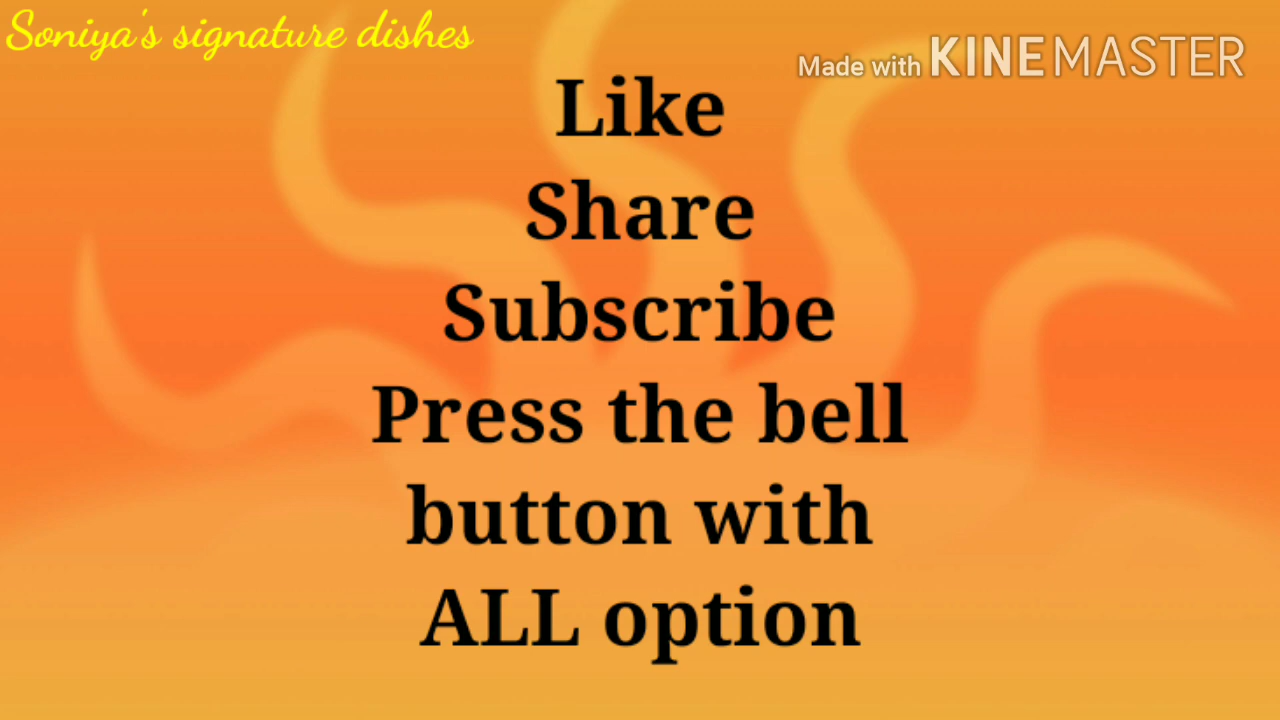 Soniya's signature dishes
Made with KINEMASTER
Like
Share
Subscribe
Press the bell
button with
ALL option